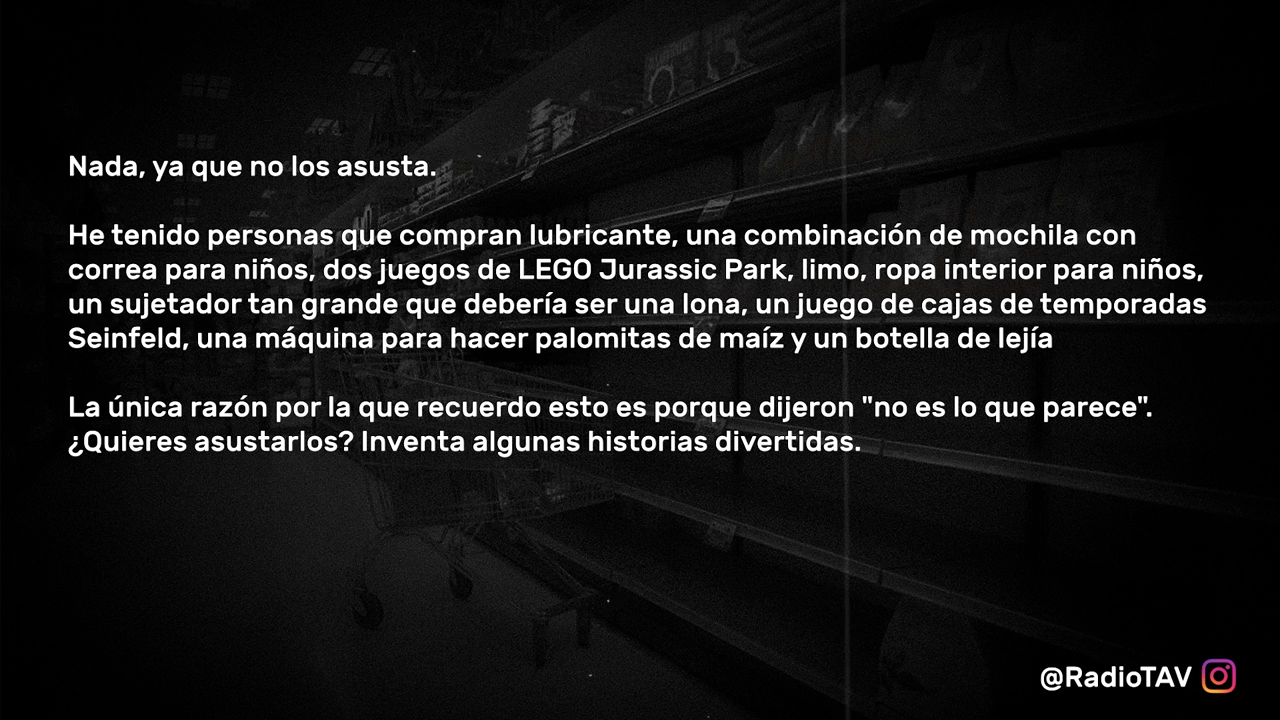 Nada, ya que no los asusta.
He tenido personas que compran lubricante, una combinación de mochila con
correa para niños, dos juegos de LEGO Jurassic Park, limo, ropa interior para niños,
un sujetador tan grande que debería ser una lona, un juego de cajas de temporadas
Seinfeld, una máquina para hacer palomitas de maíz y un botella de lejía
La única razón por la que recuerdo esto es porque dijeron "no es lo que parece".
¿Quieres asustarlos? Inventa algunas historias divertidas.
@RadioTAV